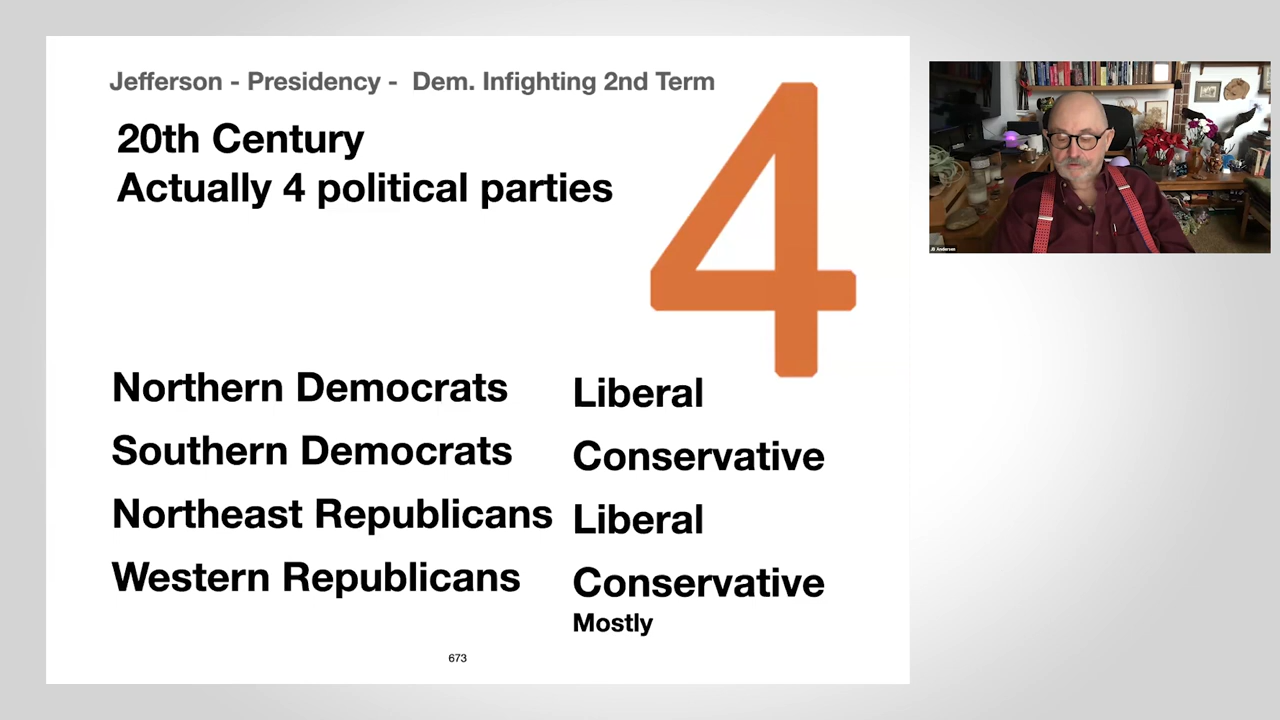 Jefferson - Presidency -  Dem. Infighting 2nd Term
20th Century
Actually 4 political parties
4
Northern Democrats Liberal
Southern Democrats Conservative
Northeast Republicans Liberal
Western Republicans Conservative
Mostly
673